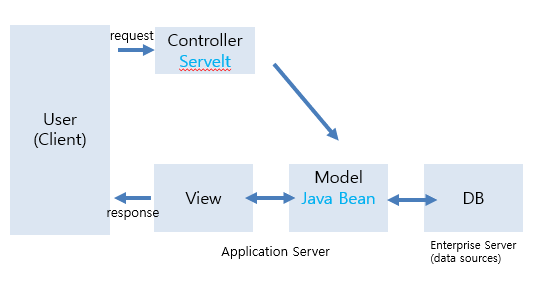 request
Controller
Servelt
User
(Client)
Model
Java Bean
View
DB
response
Application Server
Enterprise Server
(data sources)